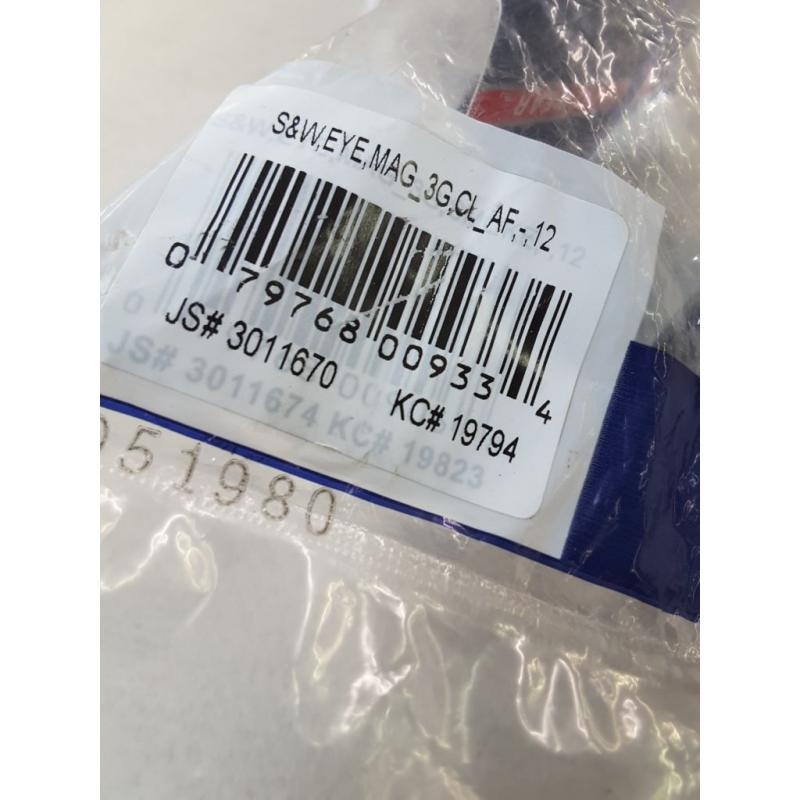 S&W,EYE,MAG_3G,CL_AF,-,12
0 79768 00933 4
JS# 3011670
KC# 19794
JS# 3011674 KC# 19823
051980